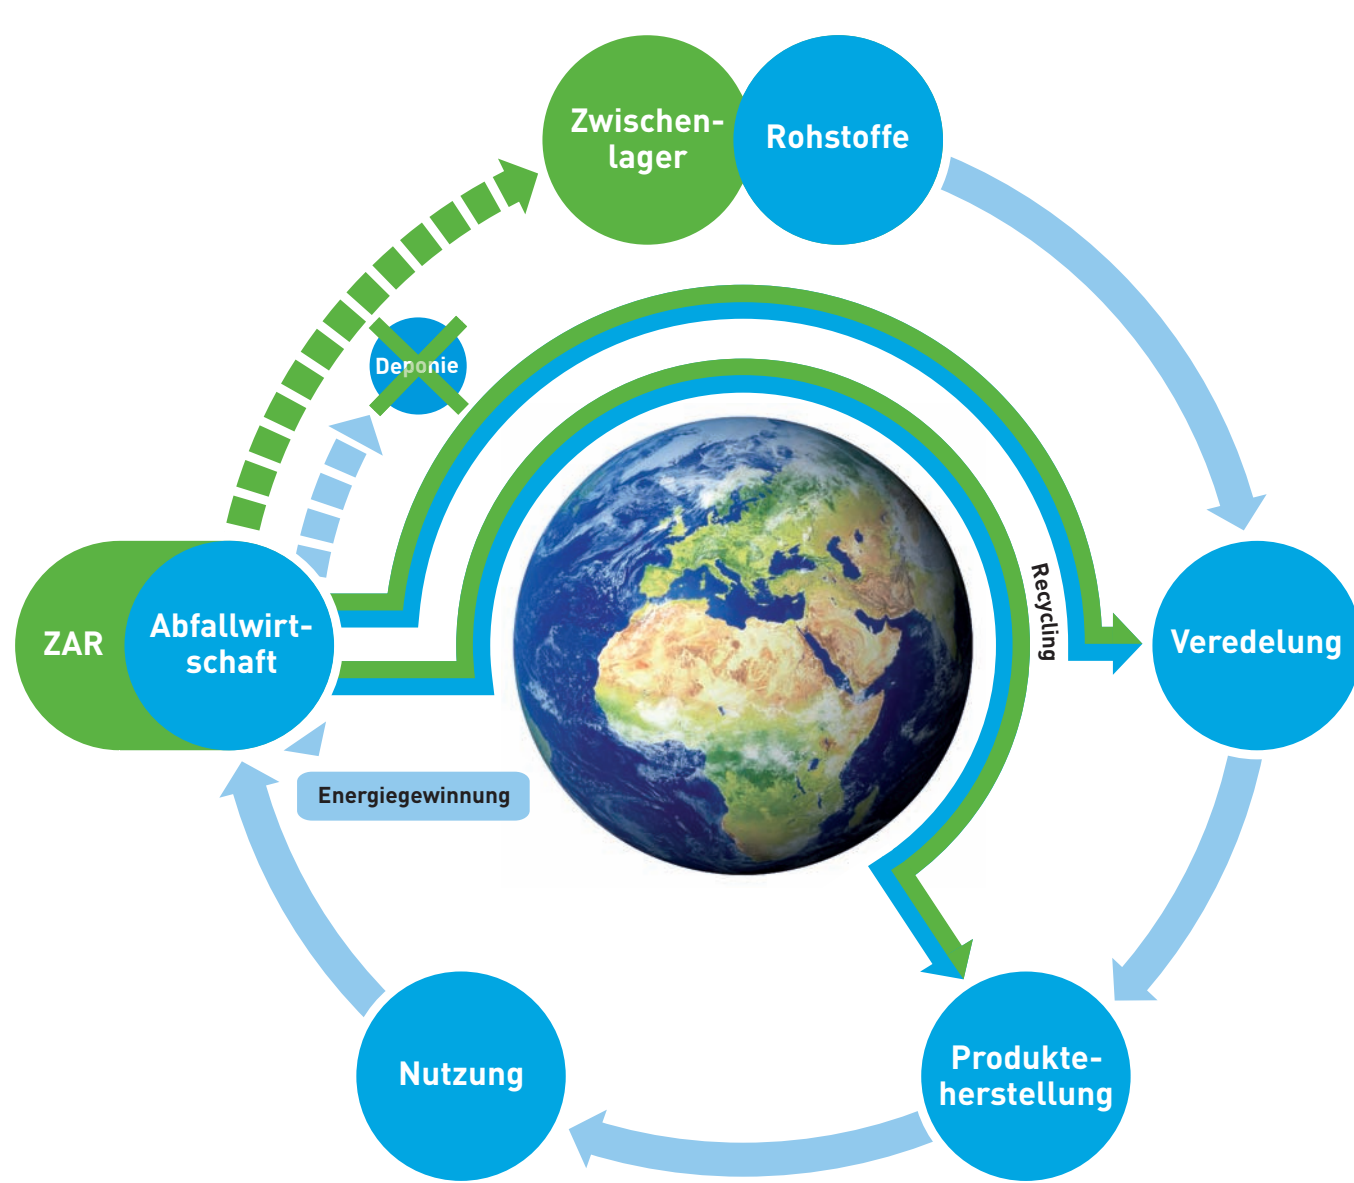 Zwischen-
lager
Rohstoffe
Deponie
Recycling
ZAR
Abfallwirt-
schaft
Veredelung
Energiegewinnung
Nutzung
Produkte-
herstellung